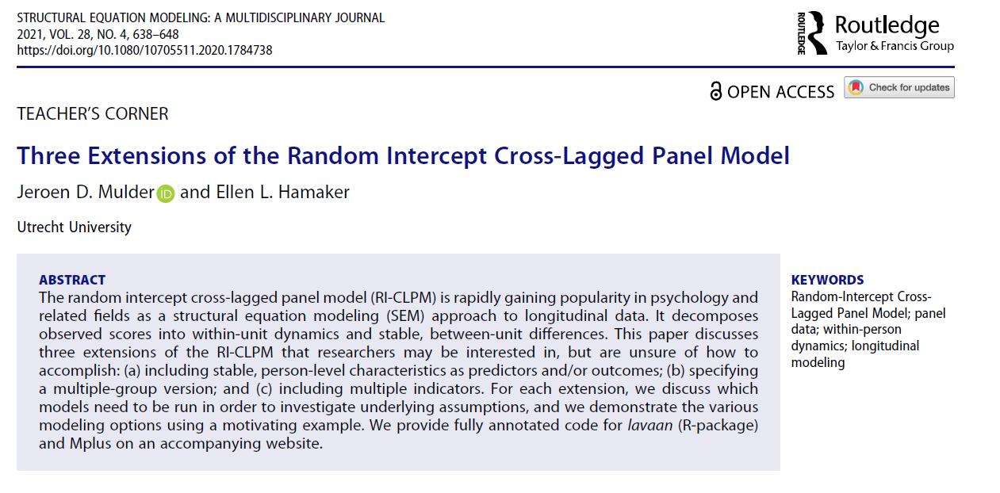 STRUCTURAL EQUATION MODELING: A MULTIDISCIPLINARY JOURNAL
2021, VOL. 28, NO. 4, 638–648
https://doi.org/10.1080/10705511.2020.1784738
ROUTLEDGE
Routledge
Taylor & Francis Group
OPEN ACCESS
Check for updates
TEACHER’S CORNER
Three Extensions of the Random Intercept Cross-Lagged Panel Model
Jeroen D. Mulder iD and Ellen L. Hamaker
Utrecht University
ABSTRACT
The random intercept cross-lagged panel model (RI-CLPM) is rapidly gaining popularity in psychology and
related fields as a structural equation modeling (SEM) approach to longitudinal data. It decomposes
observed scores into within-unit dynamics and stable, between-unit differences. This paper discusses
three extensions of the RI-CLPM that researchers may be interested in, but are unsure of how to
accomplish: (a) including stable, person-level characteristics as predictors and/or outcomes; (b) specifying
a multiple-group version; and (c) including multiple indicators. For each extension, we discuss which
models need to be run in order to investigate underlying assumptions, and we demonstrate the various
modeling options using a motivating example. We provide fully annotated code for lavaan (R-package)
and Mplus on an accompanying website.
KEYWORDS
Random-Intercept Cross-
Lagged Panel Model; panel
data; within-person
dynamics; longitudinal
modeling